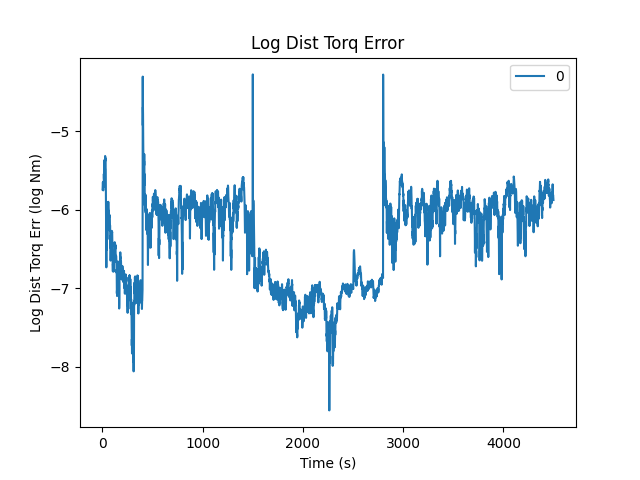 Log Dist Torq Error
0
Log Dist Torq Err (log Nm)
−5
−6
−7
−8
0 1000 2000 3000 4000
Time (s)